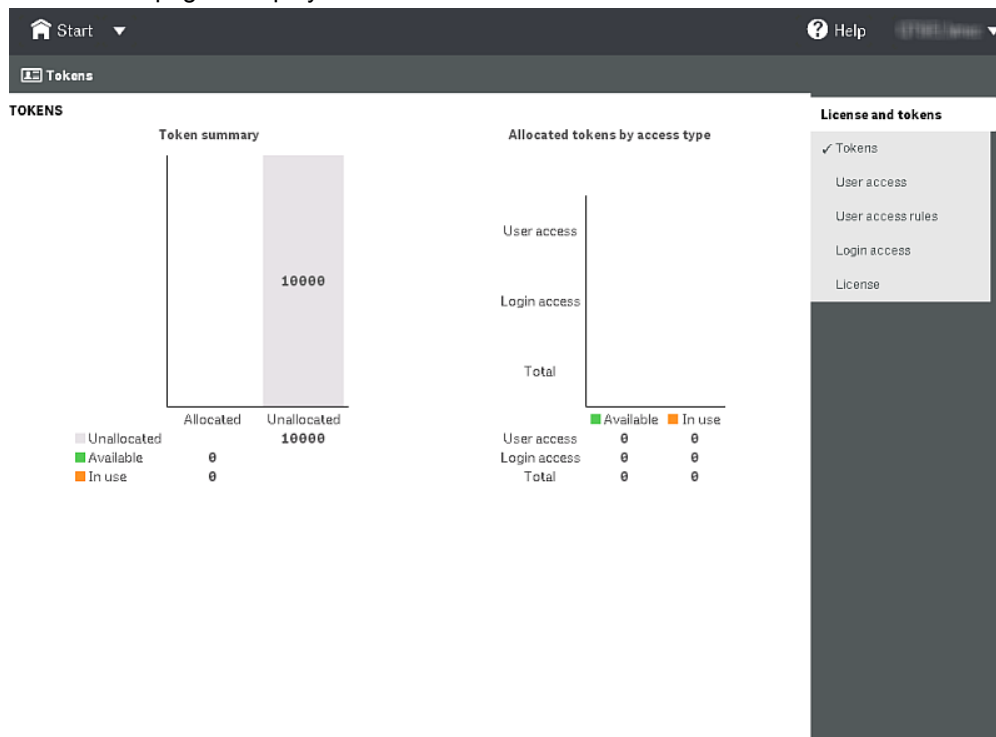 Start
Help
Tokens
TOKENS
Token summary
10000
Allocated Unallocated
Unallocated 10000
Available 0
In use 0
Allocated tokens by access type
User access
Login access
Total
Available In use
User access 0 0
Login access 0 0
Total 0 0
License and tokens
✓ Tokens
User access
User access rules
Login access
License